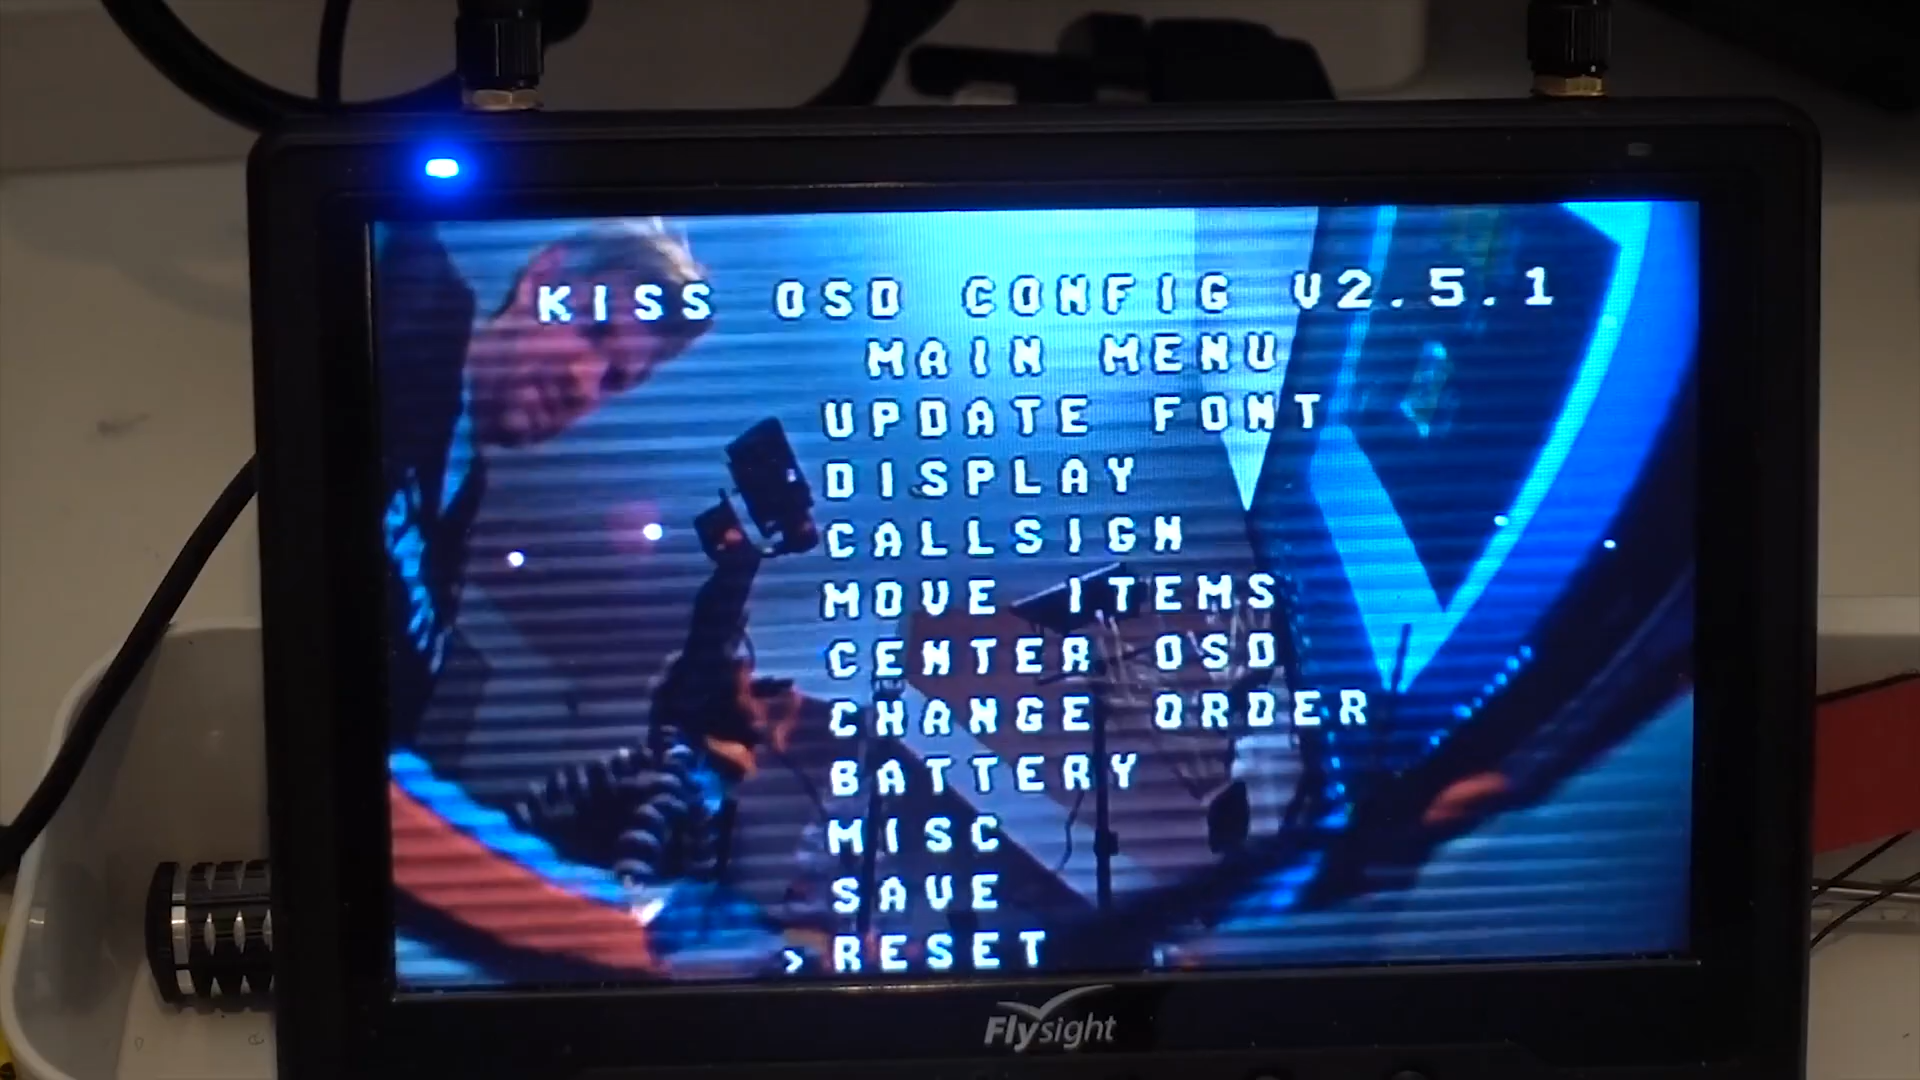 KISS OSD CONFIG V2.5.1
MAIN MENU
UPDATE FONT
DISPLAY
CALLSIGN
MOVE ITEMS
CENTER OSD
CHANGE ORDER
BATTERY
MISC
SAVE
>RESET
Flysight